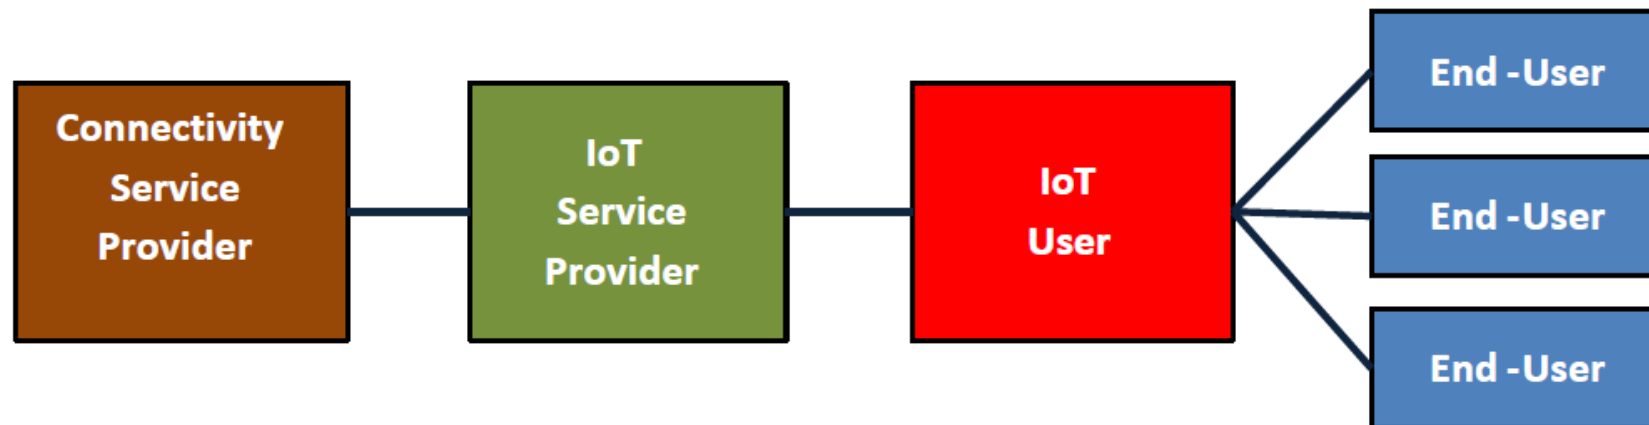 Connectivity
Service
Provider
IoT
Service
Provider
IoT
User
End -User
End -User
End -User